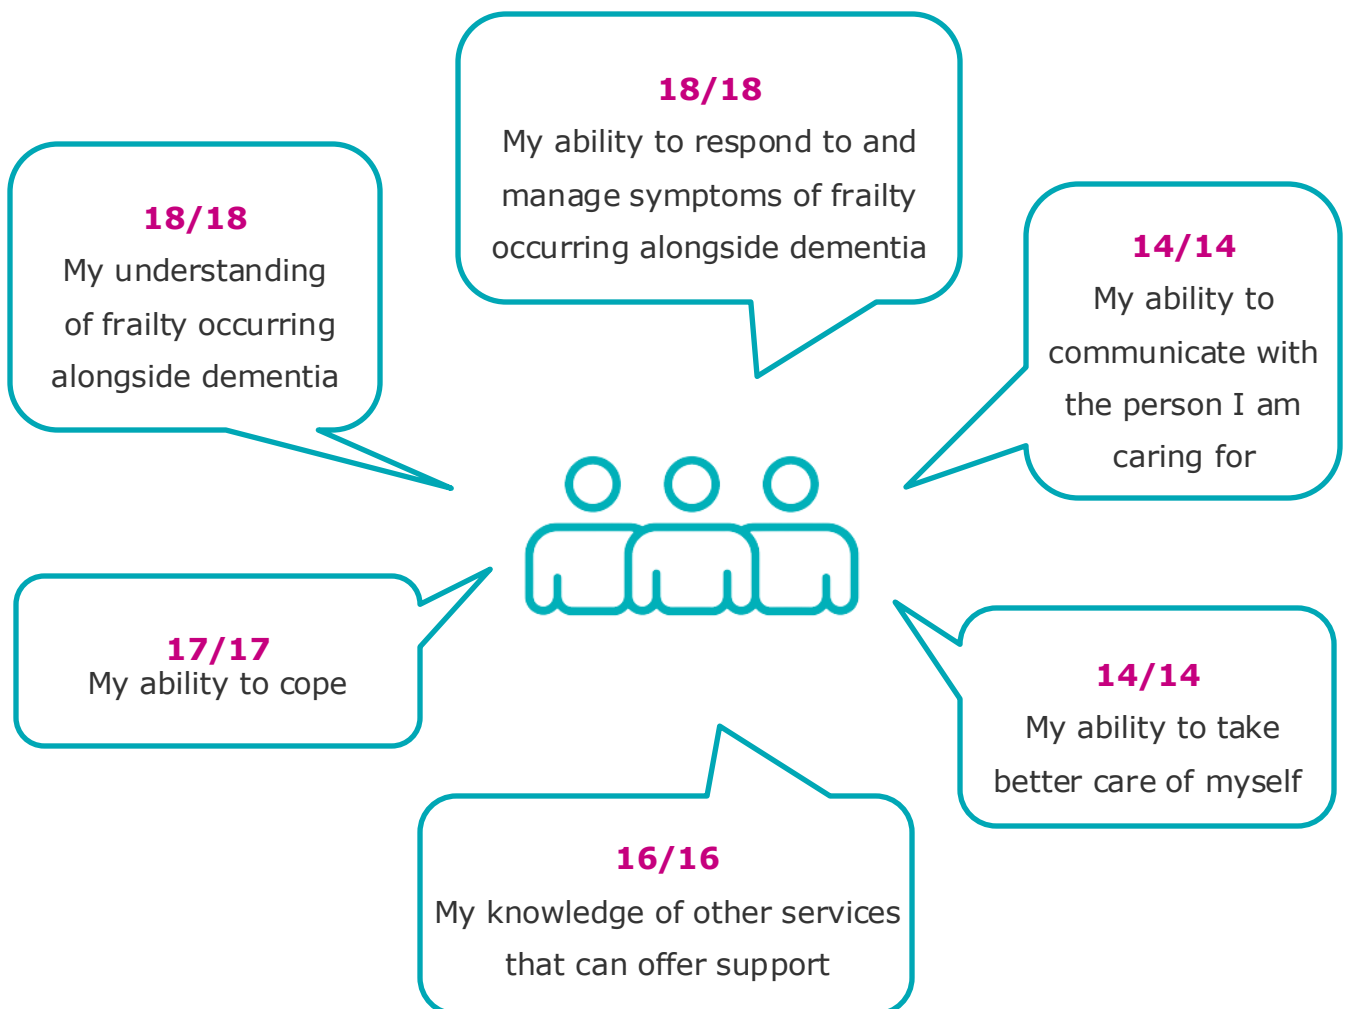 18/18
My understanding
of frailty occurring
alongside dementia
18/18
My ability to respond to and
manage symptoms of frailty
occurring alongside dementia
14/14
My ability to
communicate with
the person I am
caring for
17/17
My ability to cope
14/14
My ability to take
better care of myself
16/16
My knowledge of other services
that can offer support